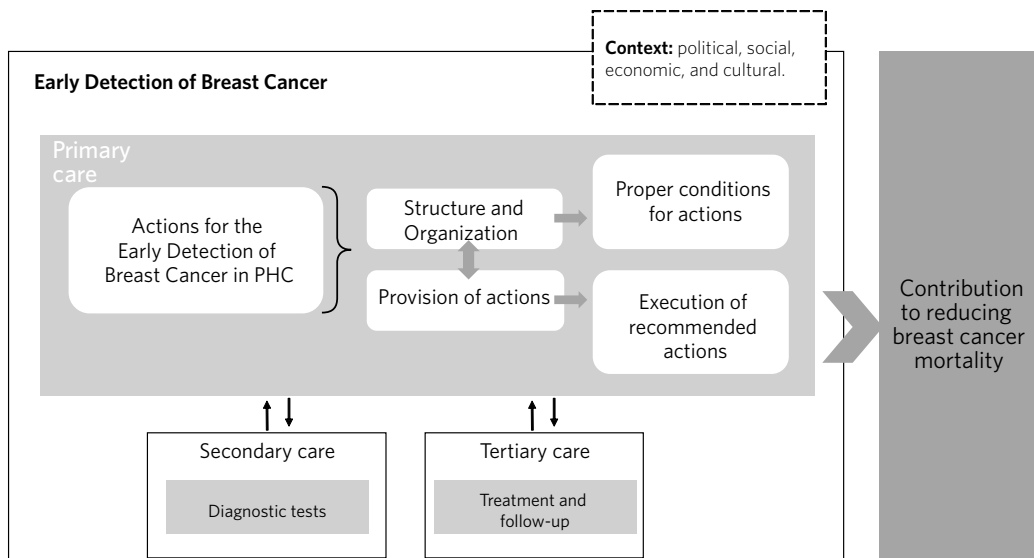 Context: political, social,
economic, and cultural.
Early Detection of Breast Cancer
Primary
care
Actions for the
Early Detection of
Breast Cancer in PHC
Structure and
Organization
Provision of actions
Proper conditions
for actions
Execution of
recommended
actions
Contribution
to reducing
breast cancer
mortality
Secondary care
Diagnostic tests
Tertiary care
Treatment and
follow-up